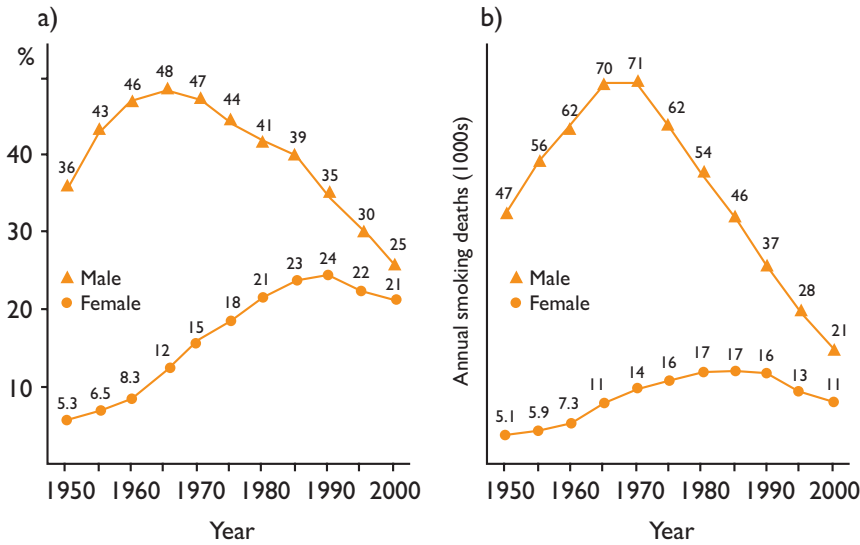 a)
%
36 43 46 48 47 44 41 39 35 30 25
40
30
Male
Female
20
10
5.3 6.5 8.3 12 15 18 21 23 24 22 21
1950 1960 1970 1980 1990 2000
Year
b)
Annual smoking deaths (1000s)
47 56 62 70 71 62 54 46 37 28 21
Male
Female
5.1 5.9 7.3 11 14 16 17 17 16 13 11
1950 1960 1970 1980 1990 2000
Year